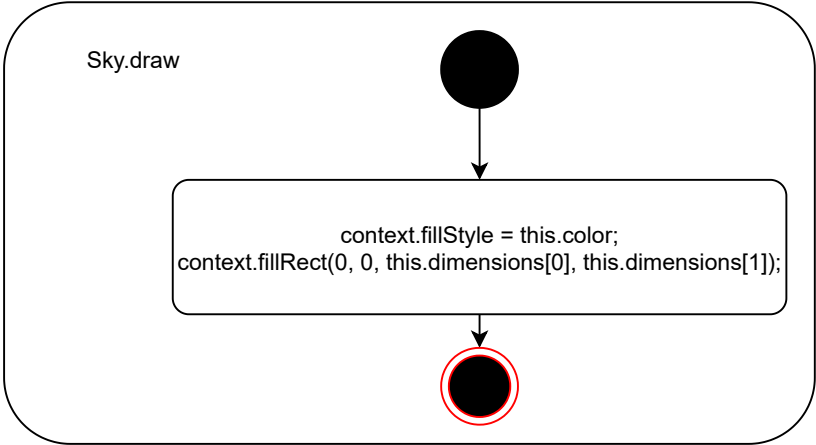 Sky.draw
context.fillStyle = this.color;
context.fillRect(0, 0, this.dimensions[0], this.dimensions[1]);